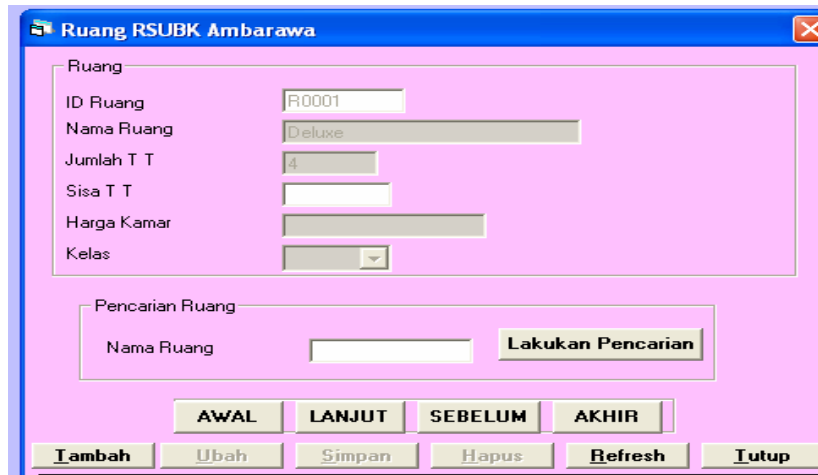 Ruang RSUBK Ambarawa
Ruang
ID Ruang R0001
Nama Ruang Deluxe
Jumlah T T 4
Sisa T T
Harga Kamar
Kelas
Pencarian Ruang
Nama Ruang Lakukan Pencarian
AWAL LANJUT SEBELUM AKHIR
Tambah Ubah Simpan Hapus Refresh Tutup